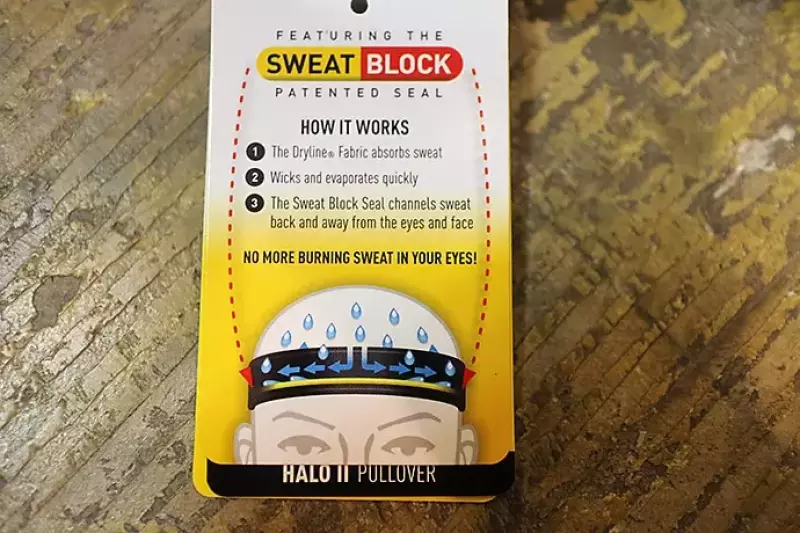 FEATURING THE
SWEAT BLOCK
PATENTED SEAL
HOW IT WORKS
1 The Dryline® Fabric absorbs sweat
2 Wicks and evaporates quickly
3 The Sweat Block Seal channels sweat
back and away from the eyes and face
NO MORE BURNING SWEAT IN YOUR EYES!
HALO II PULLOVER